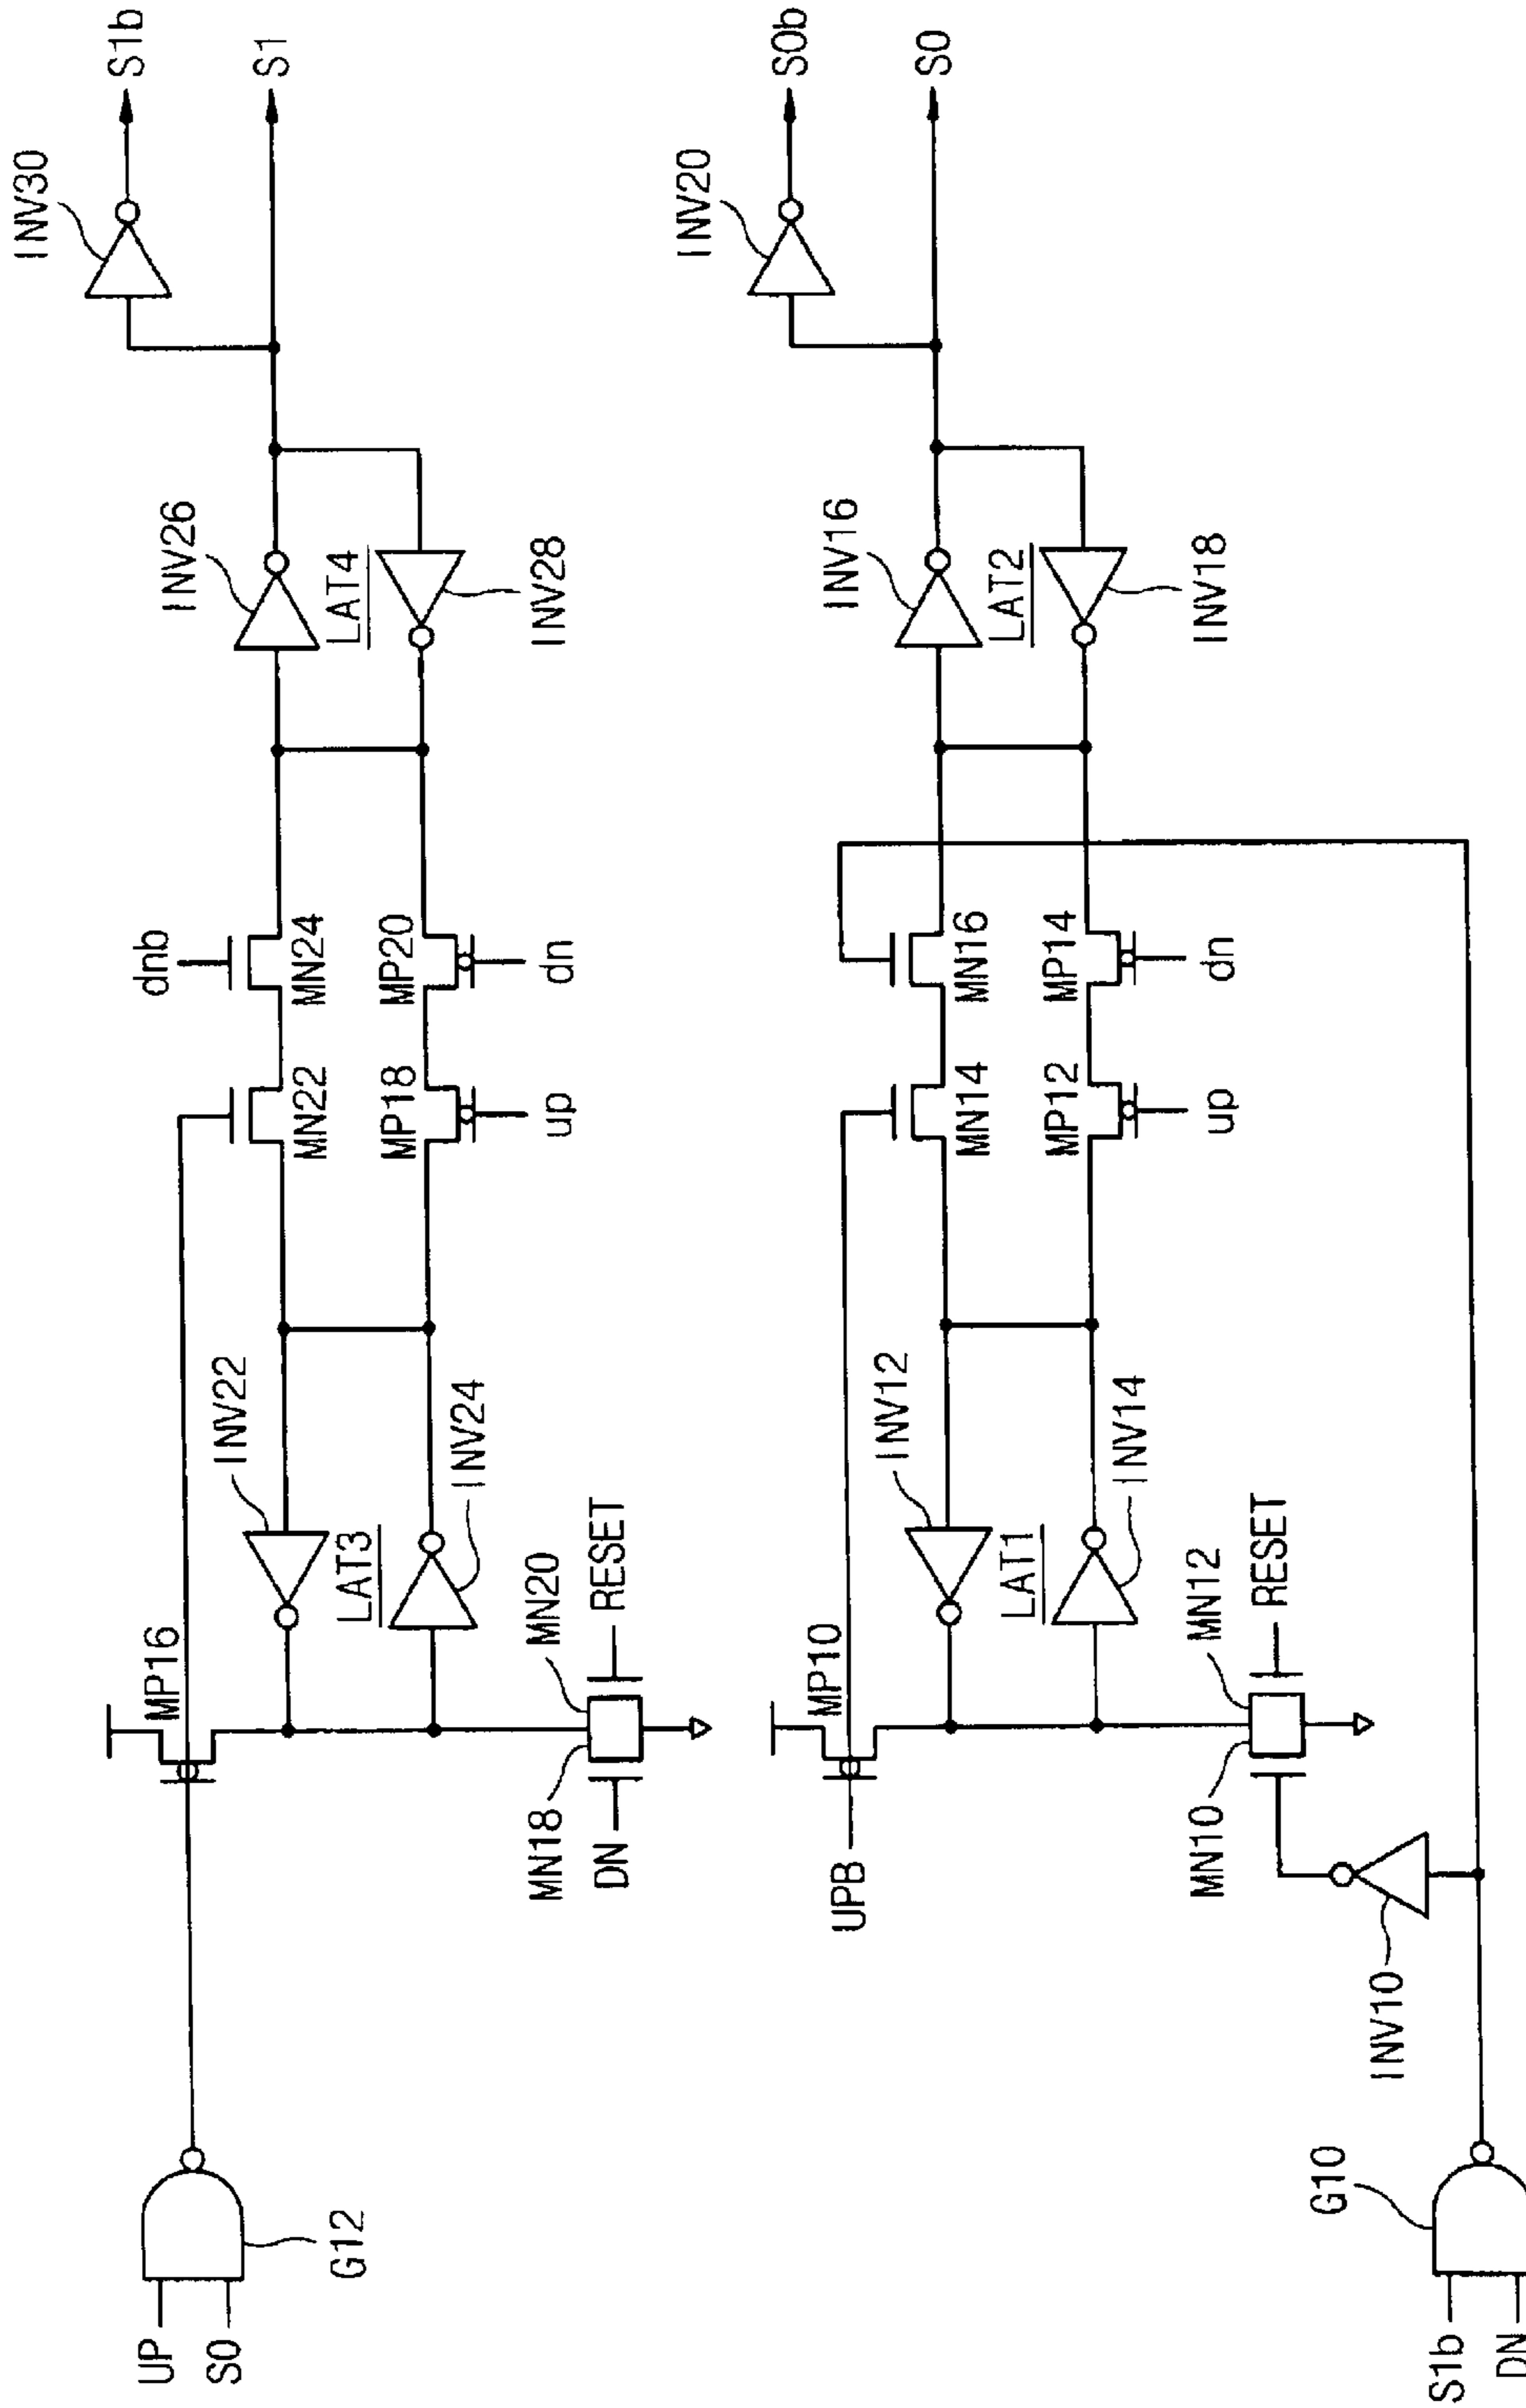 S1b
S1
INV30
INV26
LAT4
INV28
dnb
MN24
MP20
dn
MN22
MP18
up
INV22
LAT3
INV24
MP16
MN20
RESET
MN18
DN
G12
UP
S0
S0b
S0
INV20
INV16
LAT2
INV18
MN16
MP14
dn
MN14
MP12
up
INV12
LAT1
INV14
MP10
UPB
MN12
RESET
MN10
INV10
G10
S1b
DN